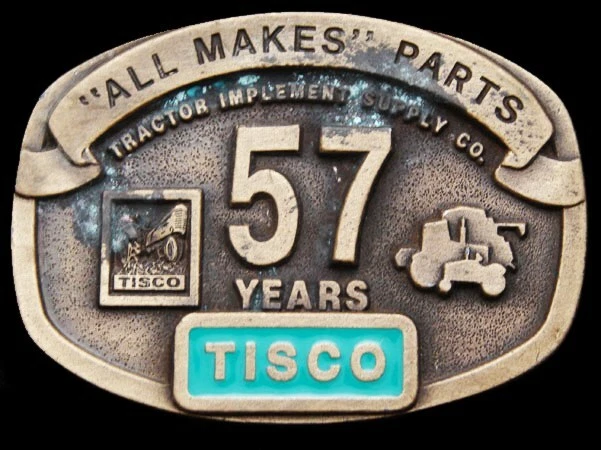 "ALL MAKES" PARTS
TRACTOR IMPLEMENT SUPPLY CO.
57
YEARS
TISCO
TISCO